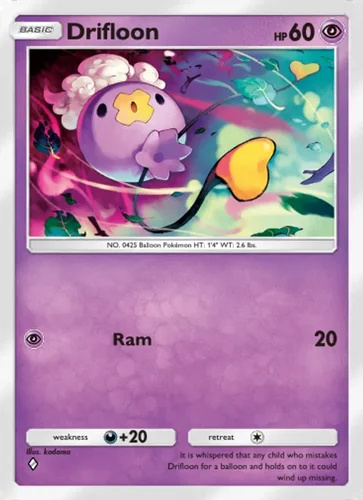 BASIC Drifloon HP 60
NO. 0425 Balloon Pokémon HT: 1'4" WT: 2.6 lbs.
Ram 20
weakness +20 retreat
Illus. kodama
It is whispered that any child who mistakes
Drifloon for a balloon and holds on to it could
wind up missing.